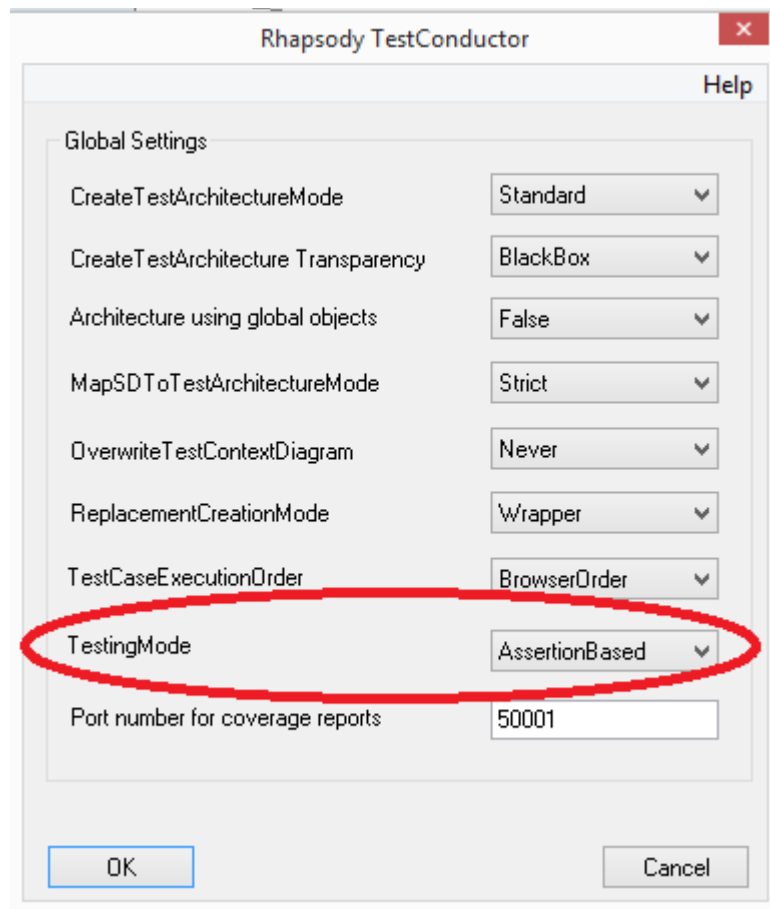 Rhapsody TestConductor
Help
Global Settings
CreateTestArchitectureMode Standard
CreateTestArchitecture Transparency BlackBox
Architecture using global objects False
MapSDToTestArchitectureMode Strict
OverwriteTestContextDiagram Never
ReplacementCreationMode Wrapper
TestCaseExecutionOrder BrowserOrder
TestingMode AssertionBased
Port number for coverage reports 50001
OK Cancel